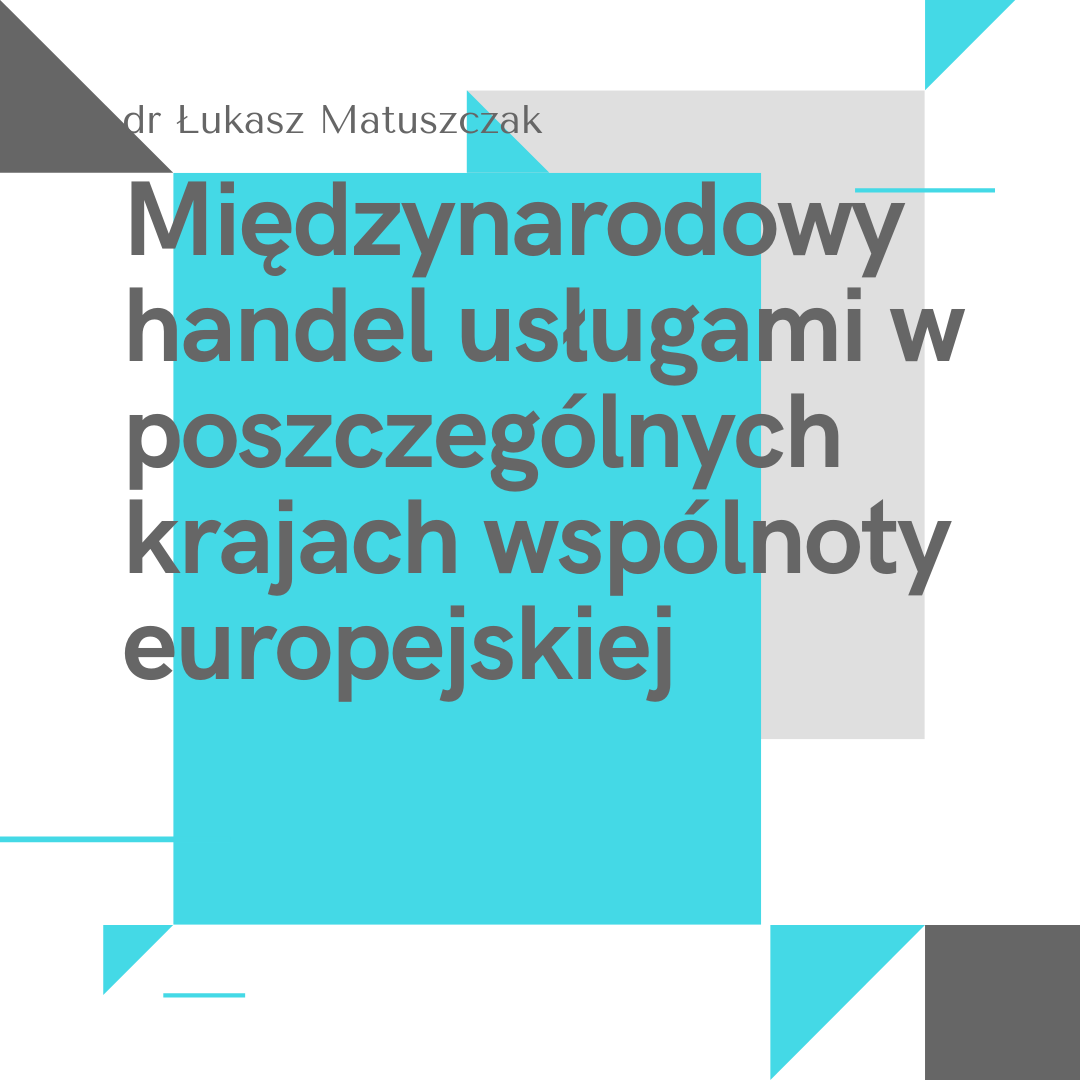 dr Łukasz Matuszczak
Międzynarodowy
handel usługami w
poszczególnych
krajach wspólnoty
europejskiej